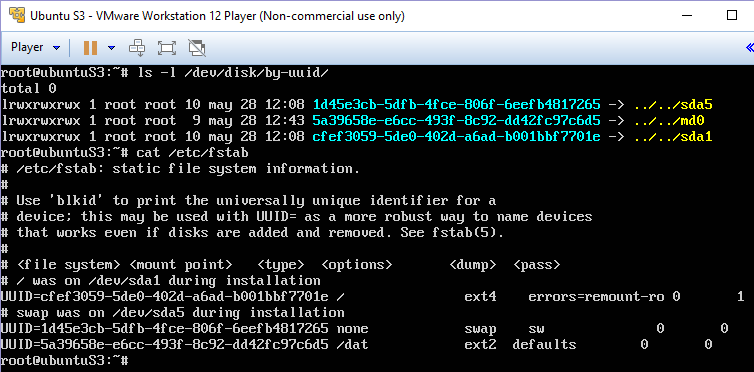 Ubuntu S3 - VMware Workstation 12 Player (Non-commercial use only)
Player
root@ubuntuS3:~# ls -l /dev/disk/by-uuid/
total 0
lrwxrwxrwx 1 root root 10 may 28 12:08 1d45e3cb-5dfb-4fce-806f-6eefb4817265 -> ../../sda5
lrwxrwxrwx 1 root root  9 may 28 12:43 5a39658e-e6cc-493f-8c92-dd42fc97c6d5 -> ../../md0
lrwxrwxrwx 1 root root 10 may 28 12:08 cfef3059-5de0-402d-a6ad-b001bbf7701e -> ../../sda1
root@ubuntuS3:~# cat /etc/fstab
# /etc/fstab: static file system information.
#
# Use 'blkid' to print the universally unique identifier for a
# device; this may be used with UUID= as a more robust way to name devices
# that works even if disks are added and removed. See fstab(5).
#
# <file system> <mount point>   <type>  <options>       <dump>  <pass>
# / was on /dev/sda1 during installation
UUID=cfef3059-5de0-402d-a6ad-b001bbf7701e /               ext4    errors=remount-ro 0       1
# swap was on /dev/sda5 during installation
UUID=1d45e3cb-5dfb-4fce-806f-6eefb4817265 none            swap    sw              0       0
UUID=5a39658e-e6cc-493f-8c92-dd42fc97c6d5 /dat            ext2  defaults        0       0
root@ubuntuS3:~#